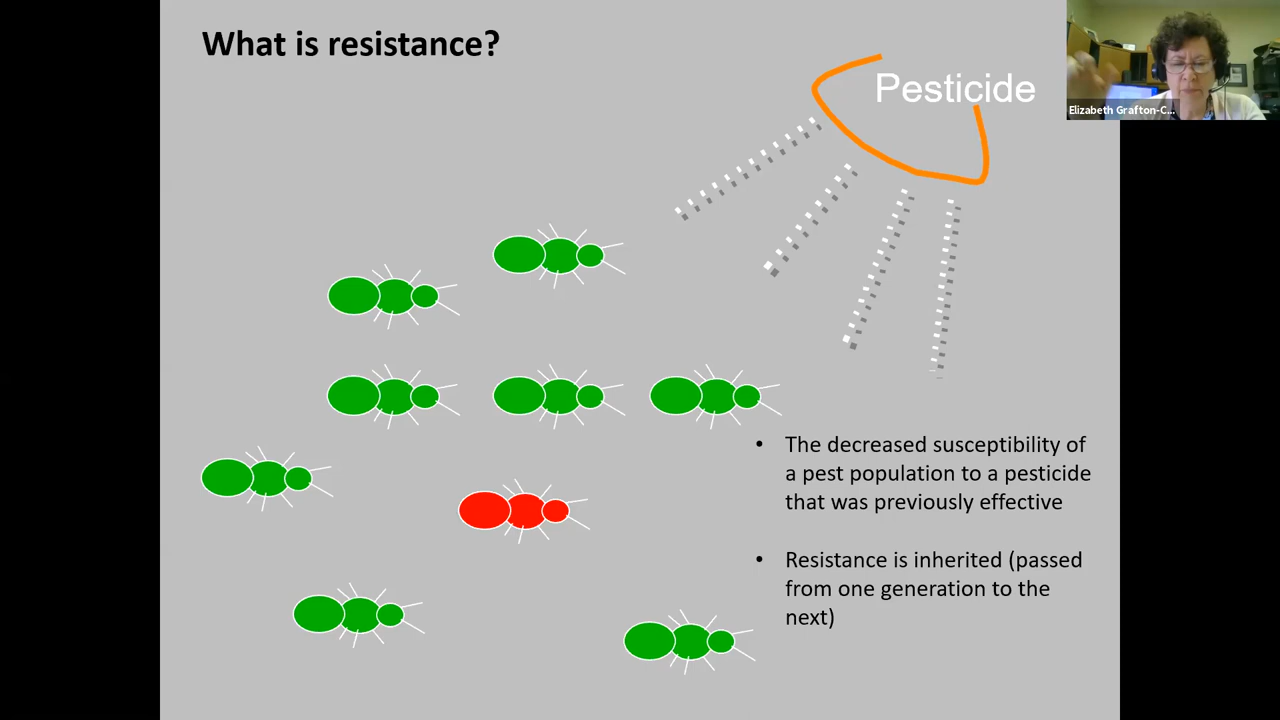 What is resistance?
Pesticide
Elizabeth Grafton-C...
• The decreased susceptibility of
a pest population to a pesticide
that was previously effective
• Resistance is inherited (passed
from one generation to the
next)